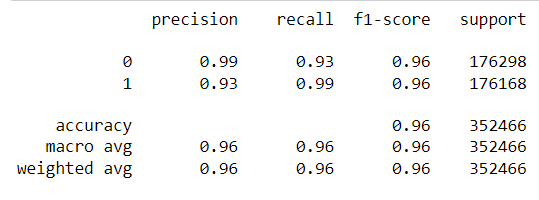 precision recall f1-score support
0 0.99 0.93 0.96 176298
1 0.93 0.99 0.96 176168
accuracy 0.96 352466
macro avg 0.96 0.96 0.96 352466
weighted avg 0.96 0.96 0.96 352466